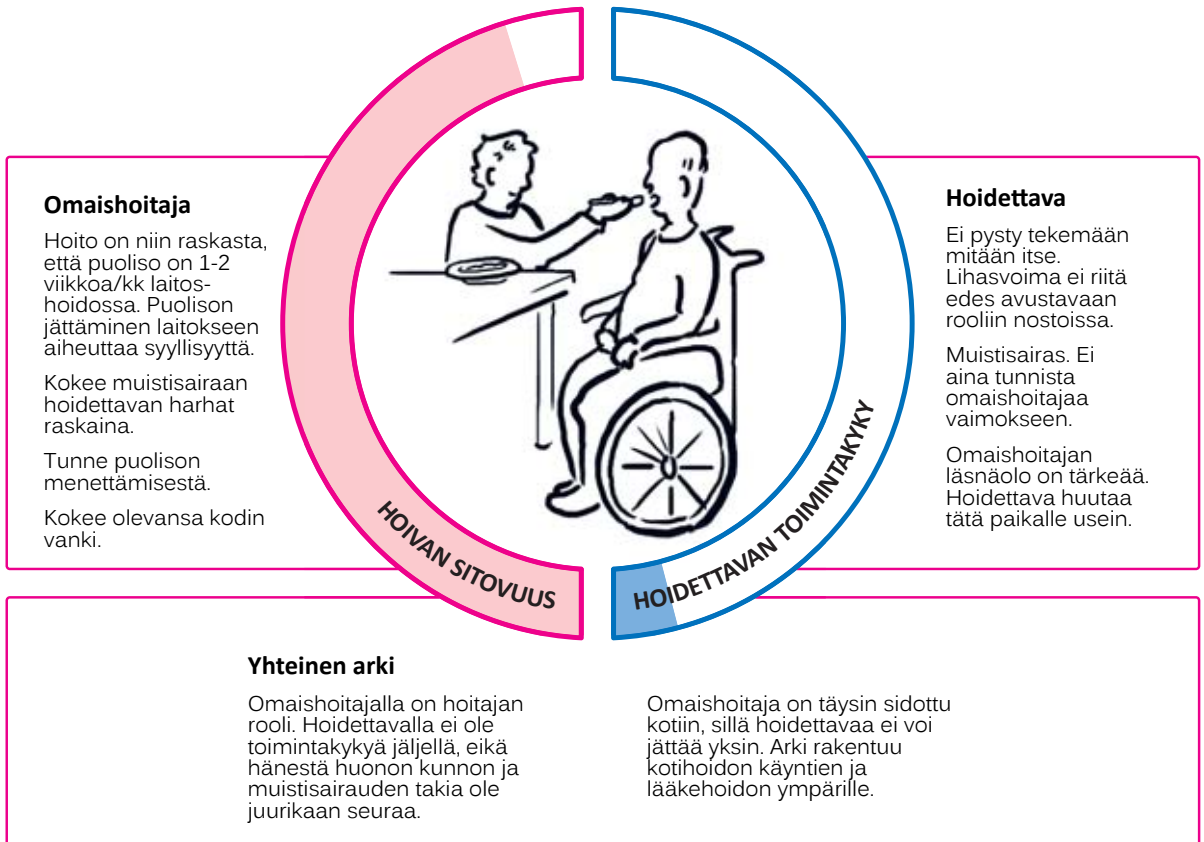 Omaishoitaja
Hoito on niin raskasta,
että puoliso on 1-2
viikkoa/kk laitos-
hoidossa. Puolison
jättäminen laitokseen
aiheuttaa syyllisyyttä.
Kokee muistisairaan
hoidettavan harhat
raskaina.
Tunne puolison
menettämisestä.
Kokee olevansa kodin
vanki.
HOIVAN SITOVUUS
HOIDETTAVAN TOIMINTAKYKY
Hoidettava
Ei pysty tekemään
mitään itse.
Lihasvoima ei riitä
edes avustavaan
rooliin nostoissa.
Muistisairas. Ei
aina tunnista
omaishoitajaa
vaimokseen.
Omaishoitajan
läsnäolo on tärkeää.
Hoidettava huutaa
tätä paikalle usein.
Yhteinen arki
Omaishoitajalla on hoitajan
rooli. Hoidettavalla ei ole
toimintakykyä jäljellä, eikä
hänestä huonon kunnon ja
muistisairauden takia ole
juurikaan seuraa.
Omaishoitaja on täysin sidottu
kotiin, sillä hoidettavaa ei voi
jättää yksin. Arki rakentuu
kotihoidon käyntien ja
lääkehoidon ympärille.